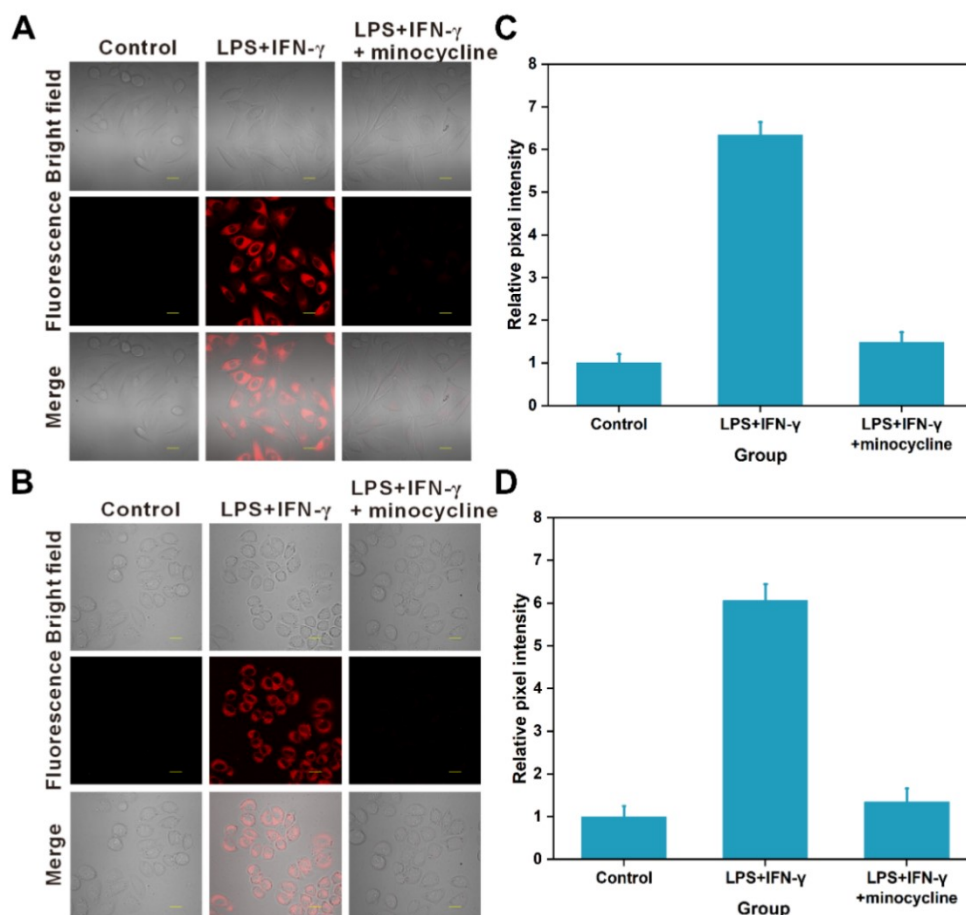 A
Control
LPS+IFN-γ
LPS+IFN-γ
+ minocycline
Bright field
Fluorescence
Merge
C
Relative pixel intensity
8
7
6
5
4
3
2
1
0
Control
LPS+IFN-γ
LPS+IFN-γ
+minocycline
Group
B
Control
LPS+IFN-γ
LPS+IFN-γ
+ minocycline
Bright field
Fluorescence
Merge
D
Relative pixel intensity
8
7
6
5
4
3
2
1
0
Control
LPS+IFN-γ
LPS+IFN-γ
+minocycline
Group